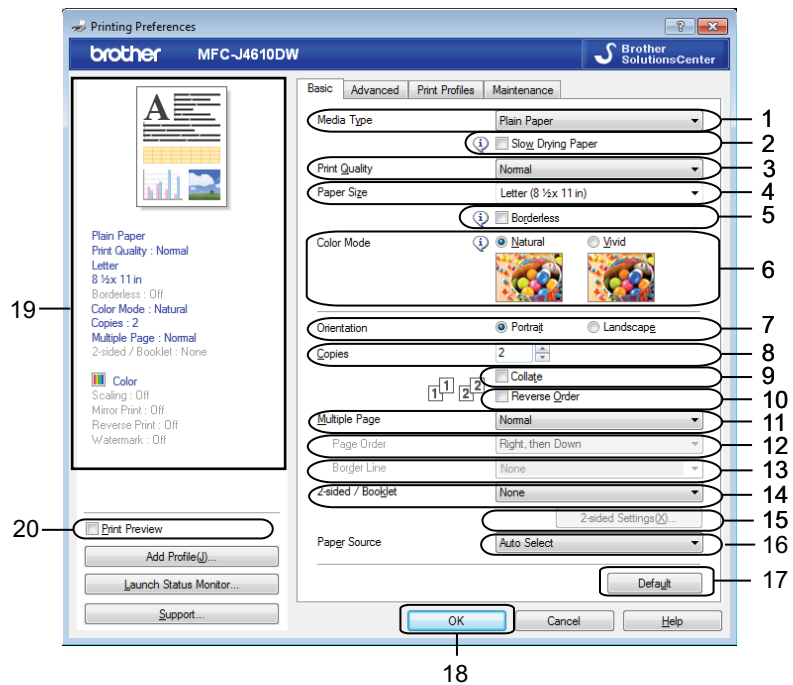 Printing Preferences
brother MFC-J4610DW Brother SolutionsCenter
A
Plain Paper
Print Quality : Normal
Letter
8 ½x 11 in
Borderless : Off
Color Mode : Natural
Copies : 2
Multiple Page : Normal
2-sided / Booklet : None
Color
Scaling : Off
Mirror Print : Off
Reverse Print : Off
Watermark : Off
19
Print Preview
20
Add Profile(J)...
Launch Status Monitor...
Support...
Basic Advanced Print Profiles Maintenance
Media Type Plain Paper 1
Slow Drying Paper 2
Print Quality Normal 3
Paper Size Letter (8 ½x 11 in) 4
Borderless 5
Color Mode Natural Vivid 6
Orientation Portrait Landscape 7
Copies 2 8
1 1 2 2 Collate 9
Reverse Order 10
Multiple Page Normal 11
Page Order Right, then Down 12
Border Line None 13
2-sided / Booklet None 14
2-sided Settings(X)... 15
Paper Source Auto Select 16
Default 17
OK Cancel Help
18